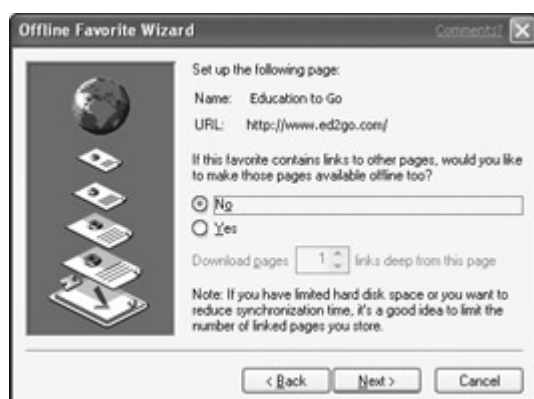 Offline Favorite Wizard Comments?
Set up the following page:
Name: Education to Go
URL: http://www.ed2go.com/
If this favorite contains links to other pages, would you like
to make those pages available offline too?
No
Yes
Download pages 1 links deep from this page
Note: If you have limited hard disk space or you want to
reduce synchronization time, it's a good idea to limit the
number of linked pages you store.
< Back Next > Cancel